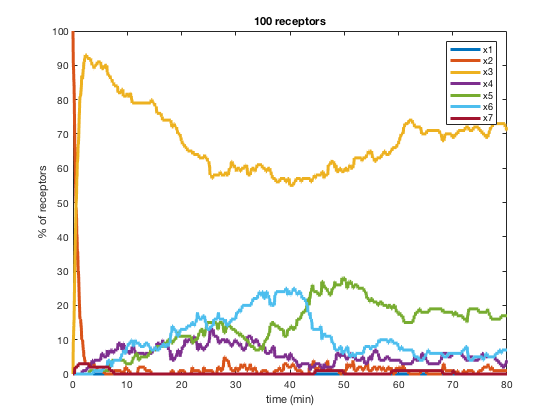 100 receptors
100
90
80
70
60
50
40
30
20
10
0
% of receptors
x1
x2
x3
x4
x5
x6
x7
0 10 20 30 40 50 60 70 80
time (min)